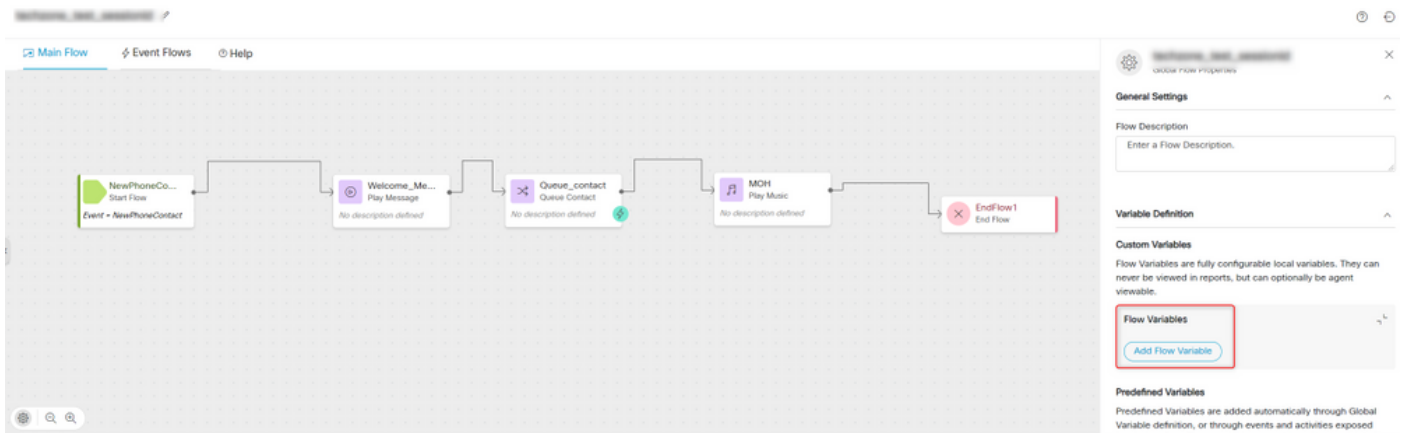 Main Flow
Event Flows
Help
NewPhoneCo...
Start Flow
Event = NewPhoneContact
Welcome_Me...
Play Message
No description defined
Queue_contact
Queue Contact
No description defined
MOH
Play Music
No description defined
EndFlow1
End Flow
Global Flow Properties
General Settings
Flow Description
Enter a Flow Description.
Variable Definition
Custom Variables
Flow Variables are fully configurable local variables. They can
never be viewed in reports, but can optionally be agent
viewable.
Flow Variables
Add Flow Variable
Predefined Variables
Predefined Variables are added automatically through Global
Variable definition, or through events and activities exposed